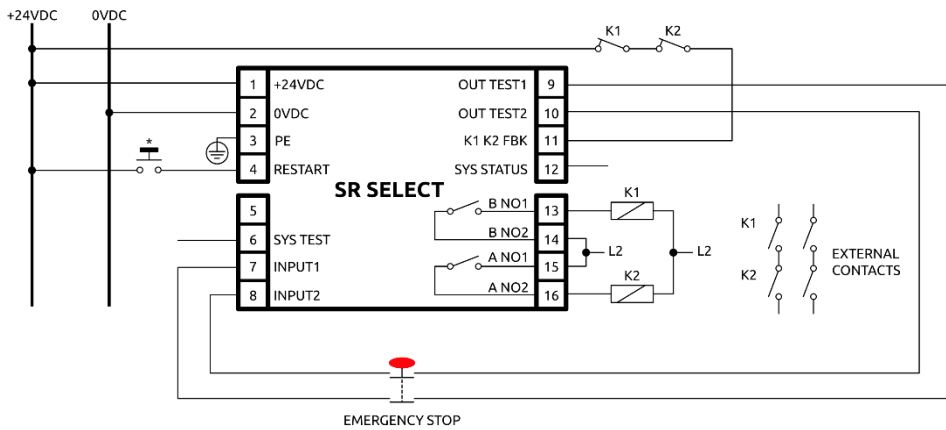 +24VDC 0VDC
K1 K2
1 +24VDC OUT TEST1 9
2 0VDC OUT TEST2 10
3 PE K1 K2 FBK 11
*
4 RESTART SYS STATUS 12
SR SELECT
5 B NO1 13 K1
6 SYS TEST B NO2 14
7 INPUT1 A NO1 15
8 INPUT2 A NO2 16
L2 L2
K2
K1
K2
EXTERNAL
CONTACTS
EMERGENCY STOP